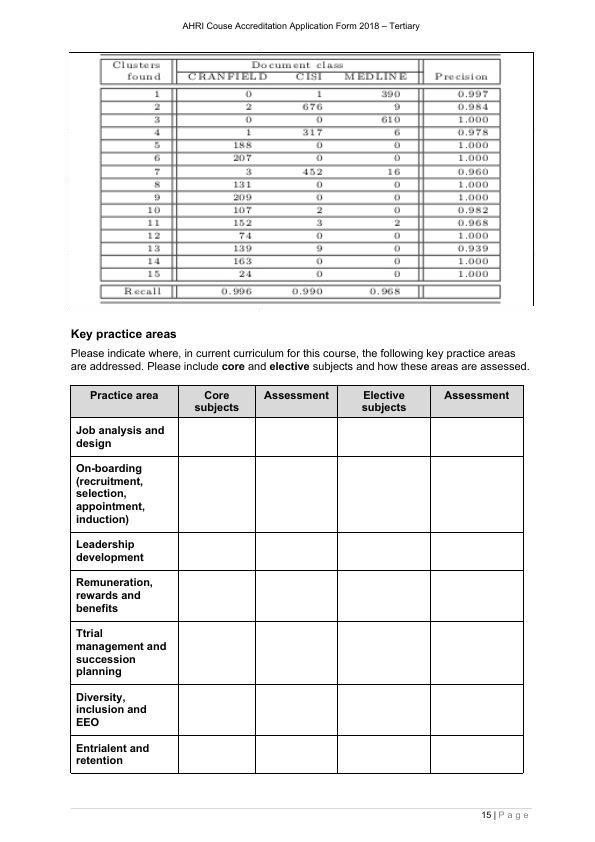 AHRI Couse Accreditation Application Form 2018 – Tertiary
Clusters found Document class Precision
CRANFIELD CISI MEDLINE
1 0 1 390 0.997
2 2 676 9 0.984
3 0 0 610 1.000
4 1 317 6 0.978
5 188 0 0 1.000
6 207 0 0 1.000
7 3 452 16 0.960
8 131 0 0 1.000
9 209 0 0 1.000
10 107 2 0 0.982
11 152 3 2 0.968
12 74 0 0 1.000
13 139 9 0 0.939
14 163 0 0 1.000
15 24 0 0 1.000
Recall 0.996 0.990 0.968
Key practice areas
Please indicate where, in current curriculum for this course, the following key practice areas
are addressed. Please include core and elective subjects and how these areas are assessed.
Practice area Core subjects Assessment Elective subjects Assessment
Job analysis and
design
On-boarding
(recruitment,
selection,
appointment,
induction)
Leadership
development
Remuneration,
rewards and
benefits
Ttrial
management and
succession
planning
Diversity,
inclusion and
EEO
Entrialent and
retention
15 | P a g e